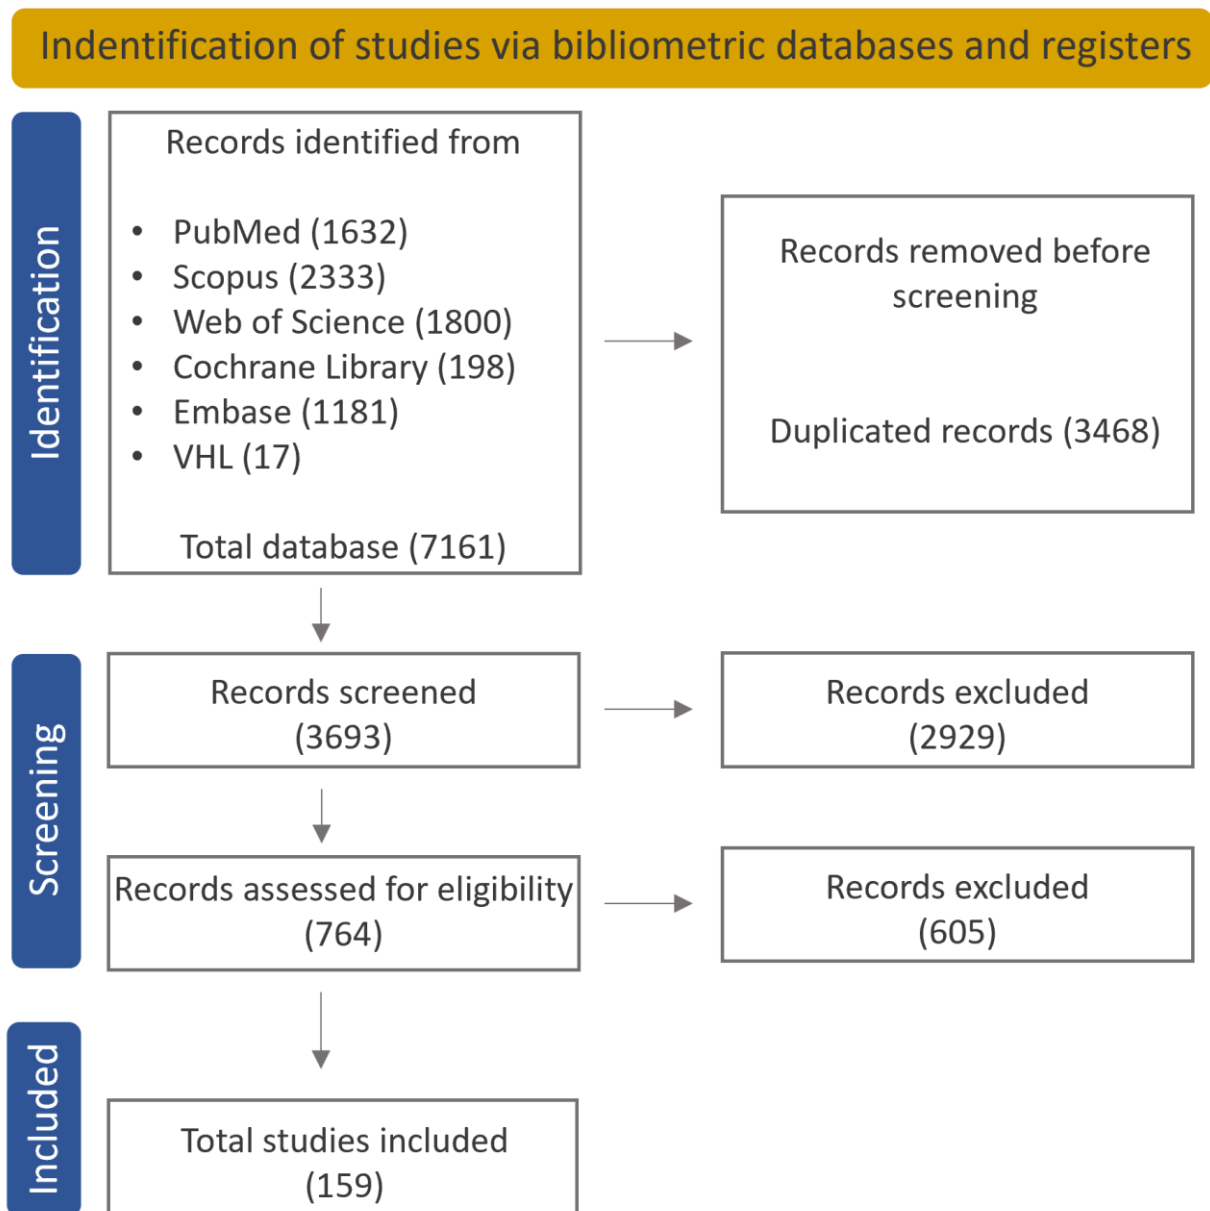 Indentification of studies via bibliometric databases and registers
Identification
Records identified from
• PubMed (1632)
• Scopus (2333)
• Web of Science (1800)
• Cochrane Library (198)
• Embase (1181)
• VHL (17)
Total database (7161)
Records removed before
screening
Duplicated records (3468)
Screening
Records screened
(3693)
Records excluded
(2929)
Records assessed for eligibility
(764)
Records excluded
(605)
Included
Total studies included
(159)